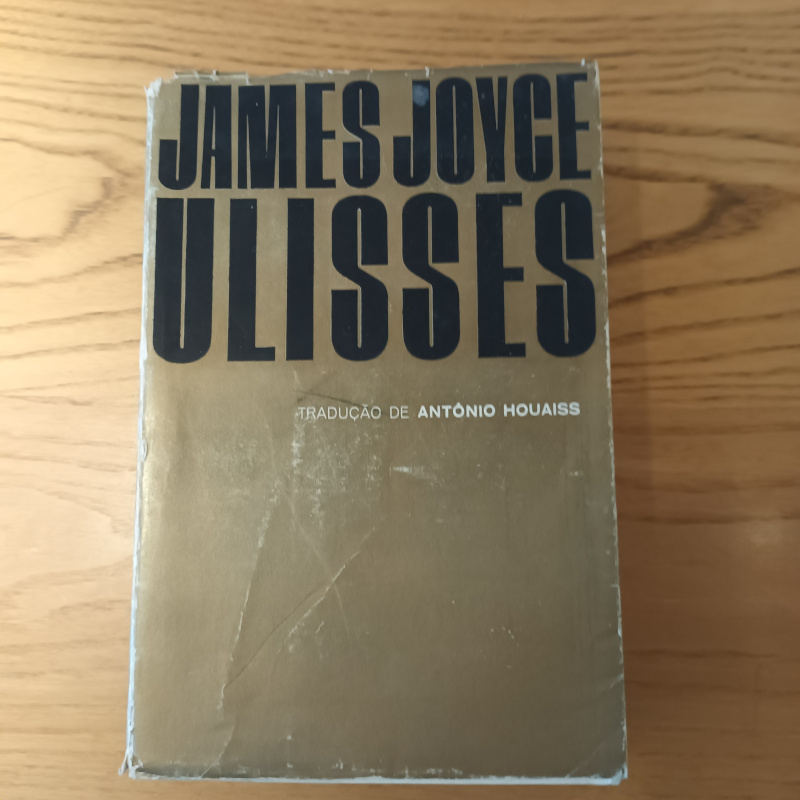 JAMES JOYCE
ULISSES
TRADUÇÃO DE ANTÔNIO HOUAISS